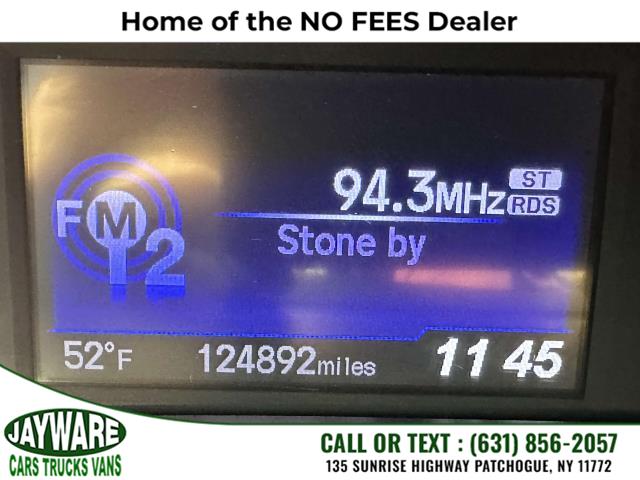 Home of the NO FEES Dealer
94.3MHz ST
RDS
FM
12
Stone by
52°F 124892miles 11 45
JAYWARE
CARS TRUCKS VANS
CALL OR TEXT : (631) 856-2057
135 SUNRISE HIGHWAY PATCHOGUE, NY 11772